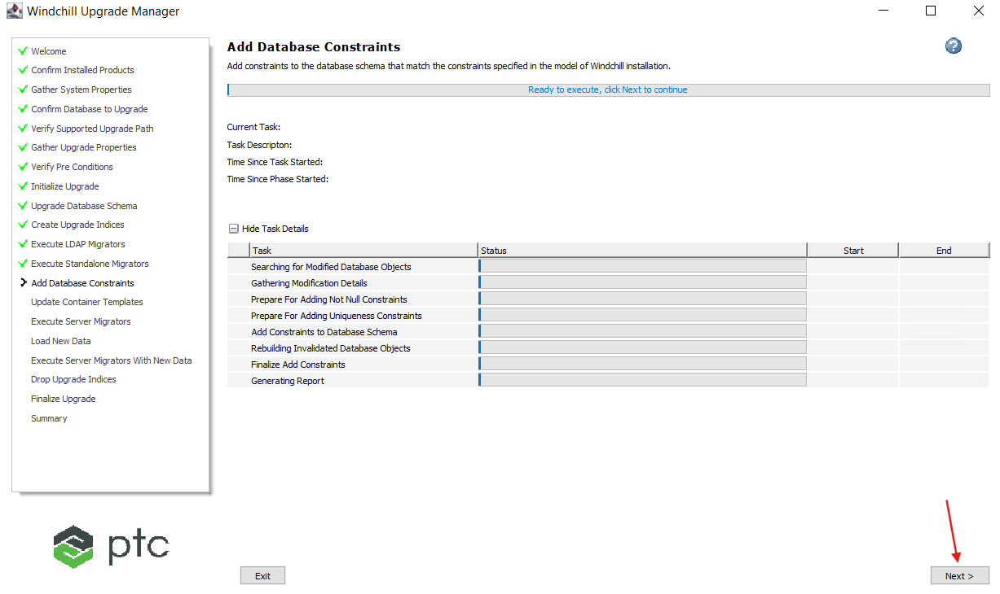 Windchill Upgrade Manager
Welcome
Confirm Installed Products
Gather System Properties
Confirm Database to Upgrade
Verify Supported Upgrade Path
Gather Upgrade Properties
Verify Pre Conditions
Initialize Upgrade
Upgrade Database Schema
Create Upgrade Indices
Execute LDAP Migrators
Execute Standalone Migrators
Add Database Constraints
Update Container Templates
Execute Server Migrators
Load New Data
Execute Server Migrators With New Data
Drop Upgrade Indices
Finalize Upgrade
Summary
ptc
Add Database Constraints
?
Add constraints to the database schema that match the constraints specified in the model of Windchill installation.
Ready to execute, click Next to continue
Current Task:
Task Descripton:
Time Since Task Started:
Time Since Phase Started:
Hide Task Details
Task Status Start End
Searching for Modified Database Objects
Gathering Modification Details
Prepare For Adding Not Null Constraints
Prepare For Adding Uniqueness Constraints
Add Constraints to Database Schema
Rebuilding Invalidated Database Objects
Finalize Add Constraints
Generating Report
Exit Next >